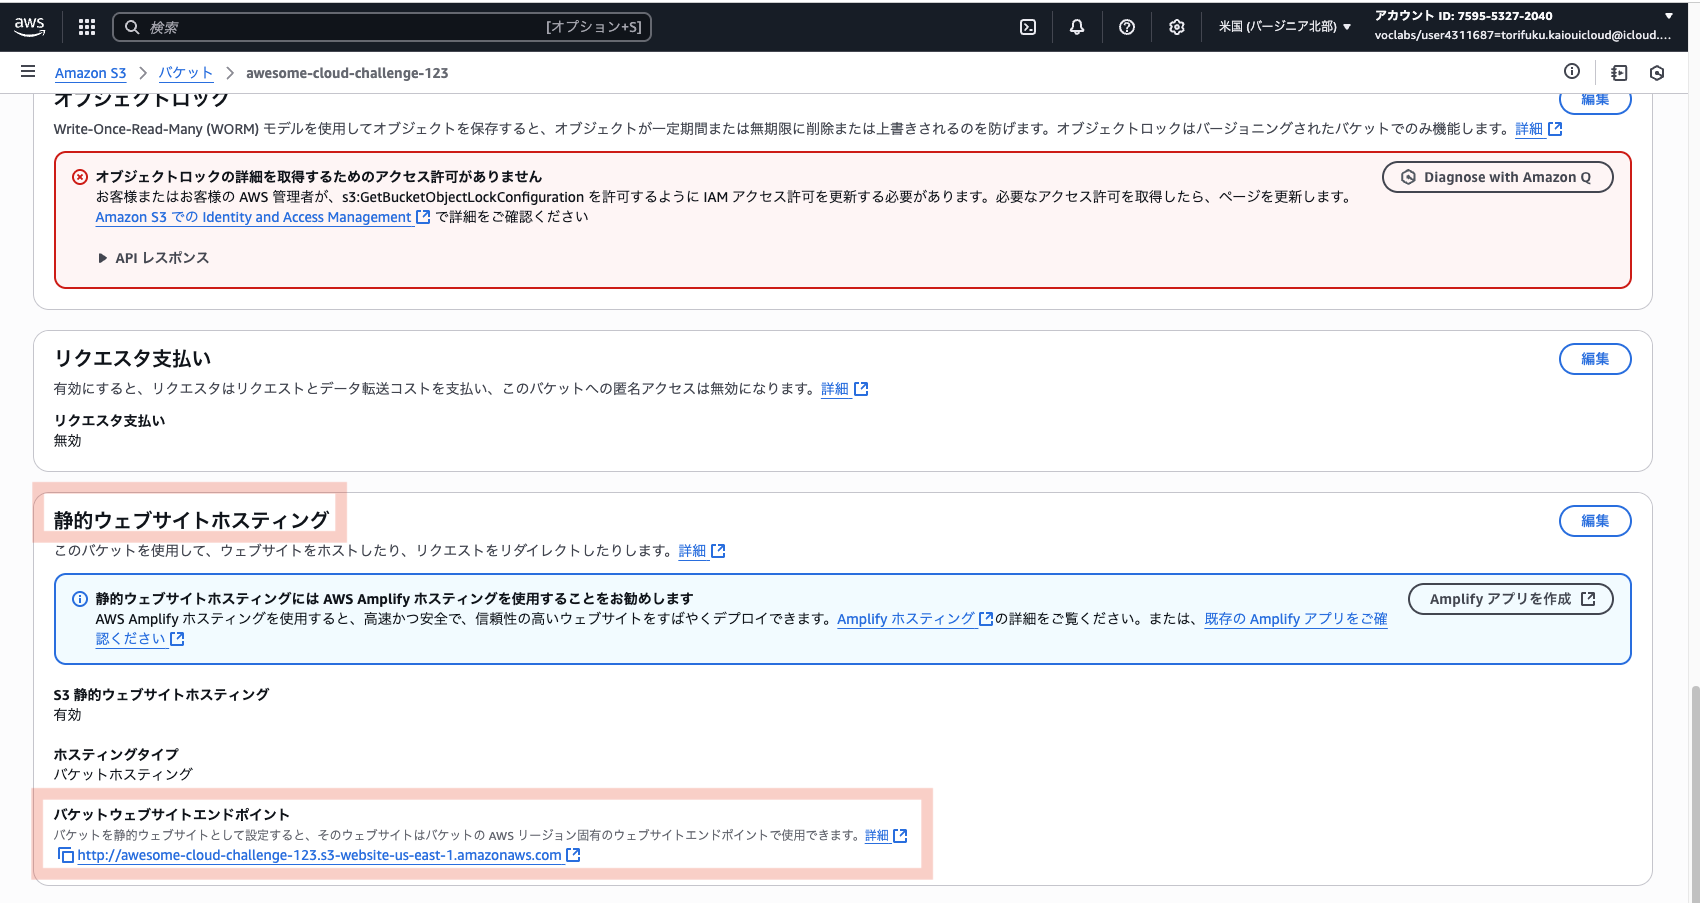 aws
検索
[オプション+S]
米国 (バージニア北部)
アカウント ID: 7595-5327-2040
voclabs/user4311687=torifuku.kaiouicloud@icloud....
Amazon S3
バケット
awesome-cloud-challenge-123
オブジェクトロック
編集
Write-Once-Read-Many (WORM) モデルを使用してオブジェクトを保存すると、オブジェクトが一定期間または無期限に削除または上書きされるのを防げます。オブジェクトロックはバージョニングされたバケットでのみ機能します。詳細
オブジェクトロックの詳細を取得するためのアクセス許可がありません
お客様またはお客様の AWS 管理者が、s3:GetBucketObjectLockConfiguration を許可するように IAM アクセス許可を更新する必要があります。必要なアクセス許可を取得したら、ページを更新します。
Amazon S3 での Identity and Access Management で詳細をご確認ください
Diagnose with Amazon Q
API レスポンス
リクエスタ支払い
編集
有効にすると、リクエスタはリクエストとデータ転送コストを支払い、このバケットへの匿名アクセスは無効になります。詳細
リクエスタ支払い
無効
静的ウェブサイトホスティング
編集
このバケットを使用して、ウェブサイトをホストしたり、リクエストをリダイレクトしたりします。詳細
静的ウェブサイトホスティングには AWS Amplify ホスティングを使用することをお勧めします
AWS Amplify ホスティングを使用すると、高速かつ安全で、信頼性の高いウェブサイトをすばやくデプロイできます。Amplify ホスティングの詳細をご覧ください。または、既存の Amplify アプリをご確
認ください
Amplify アプリを作成
S3 静的ウェブサイトホスティング
有効
ホスティングタイプ
バケットホスティング
バケットウェブサイトエンドポイント
バケットを静的ウェブサイトとして設定すると、そのウェブサイトはバケットの AWS リージョン固有のウェブサイトエンドポイントで使用できます。詳細
http://awesome-cloud-challenge-123.s3-website-us-east-1.amazonaws.com